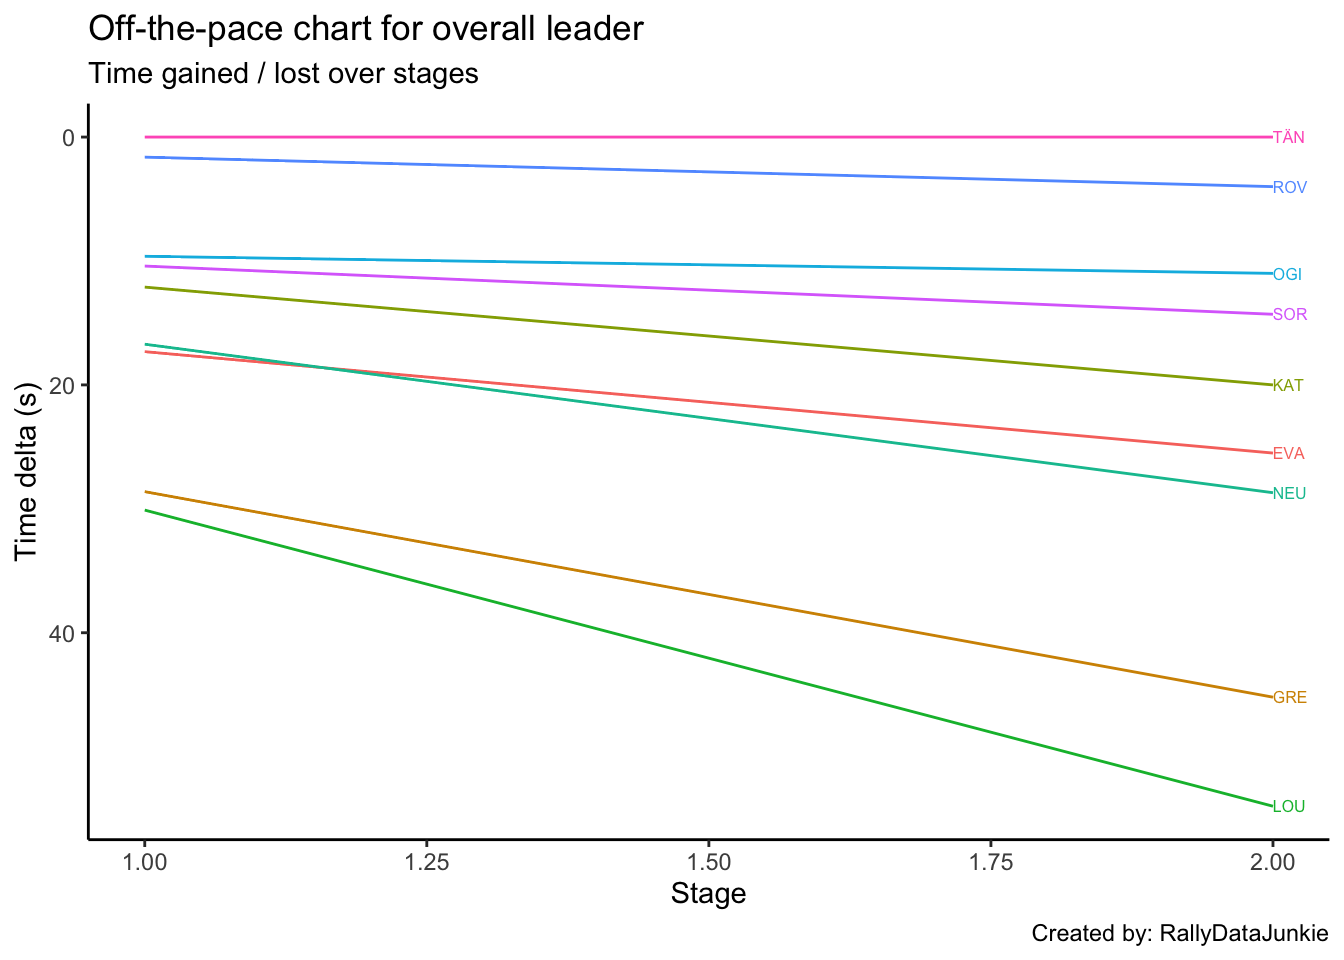 Off-the-pace chart for overall leader
Time gained / lost over stages
0
20
40
Time delta (s)
TÄN
ROV
OGI
SOR
KAT
EVA
NEU
GRE
LOU
1.00 1.25 1.50 1.75 2.00
Stage
Created by: RallyDataJunkie